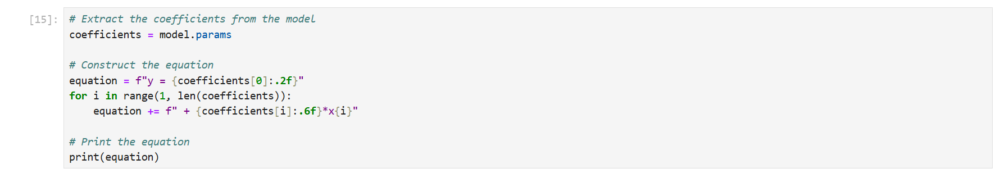 [15]: # Extract the coefficients from the model
coefficients = model.params
# Construct the equation
equation = f"y = {coefficients[0]:.2f}"
for i in range(1, len(coefficients)):
    equation += f" + {coefficients[i]:.6f}*x{i}"
# Print the equation
print(equation)